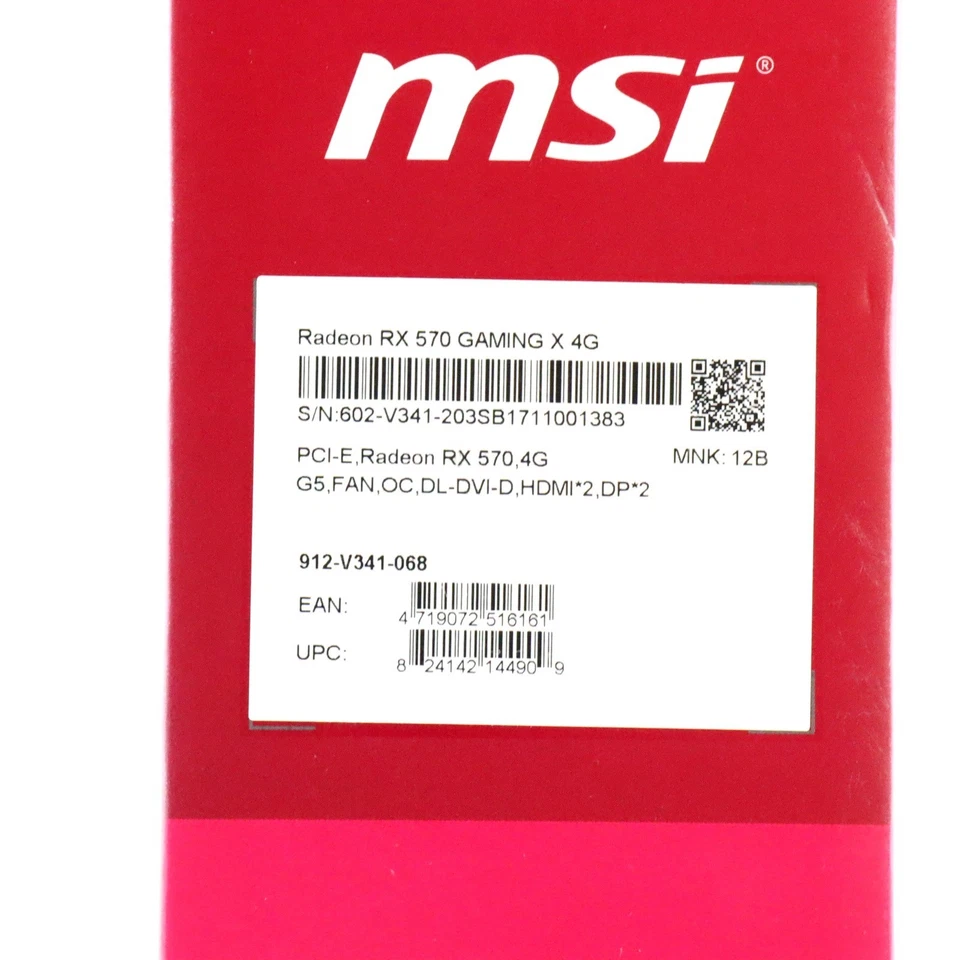 msi®
Radeon RX 570 GAMING X 4G
S/N:602-V341-203SB1711001383
PCI-E,Radeon RX 570,4G MNK: 12B
G5,FAN,OC,DL-DVI-D,HDMI*2,DP*2
912-V341-068
EAN: 4 719072 516161
UPC: 8 24142 14490 9